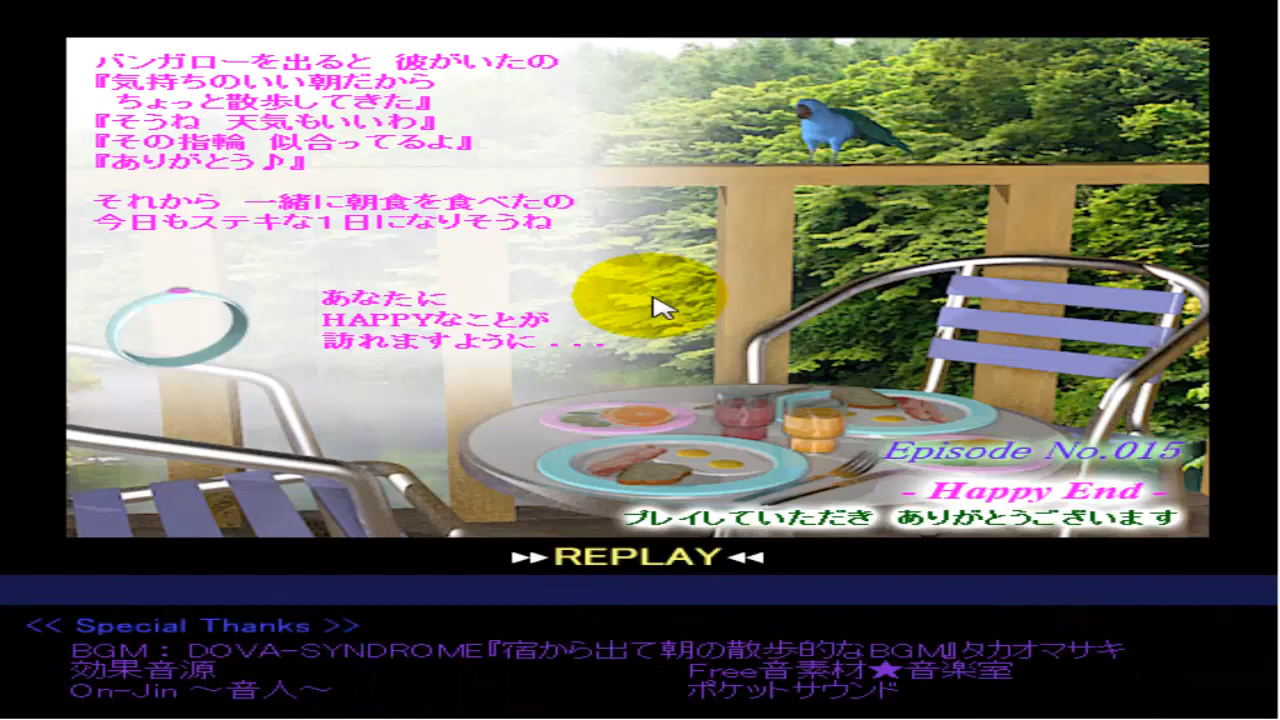 バンガローを出ると 彼がいたの
『気持ちのいい朝だから
ちょっと散歩してきた』
『そうね 天気もいいわ』
『その指輪 似合ってるよ』
『ありがとう♪』
それから 一緒に朝食を食べたの
今日もステキな1日になりそうね
あなたに
HAPPYなことが
訪れますように・・・
Episode No.015
- Happy End -
プレイしていただき ありがとうございます
▶▶REPLAY◀◀
<< Special Thanks >>
BGM： DOVA-SYNDROME『宿から出て朝の散歩的なBGM』タカオマサキ
効果音源 Free音素材★音楽室
On-Jin ～音人～ ポケットサウンド